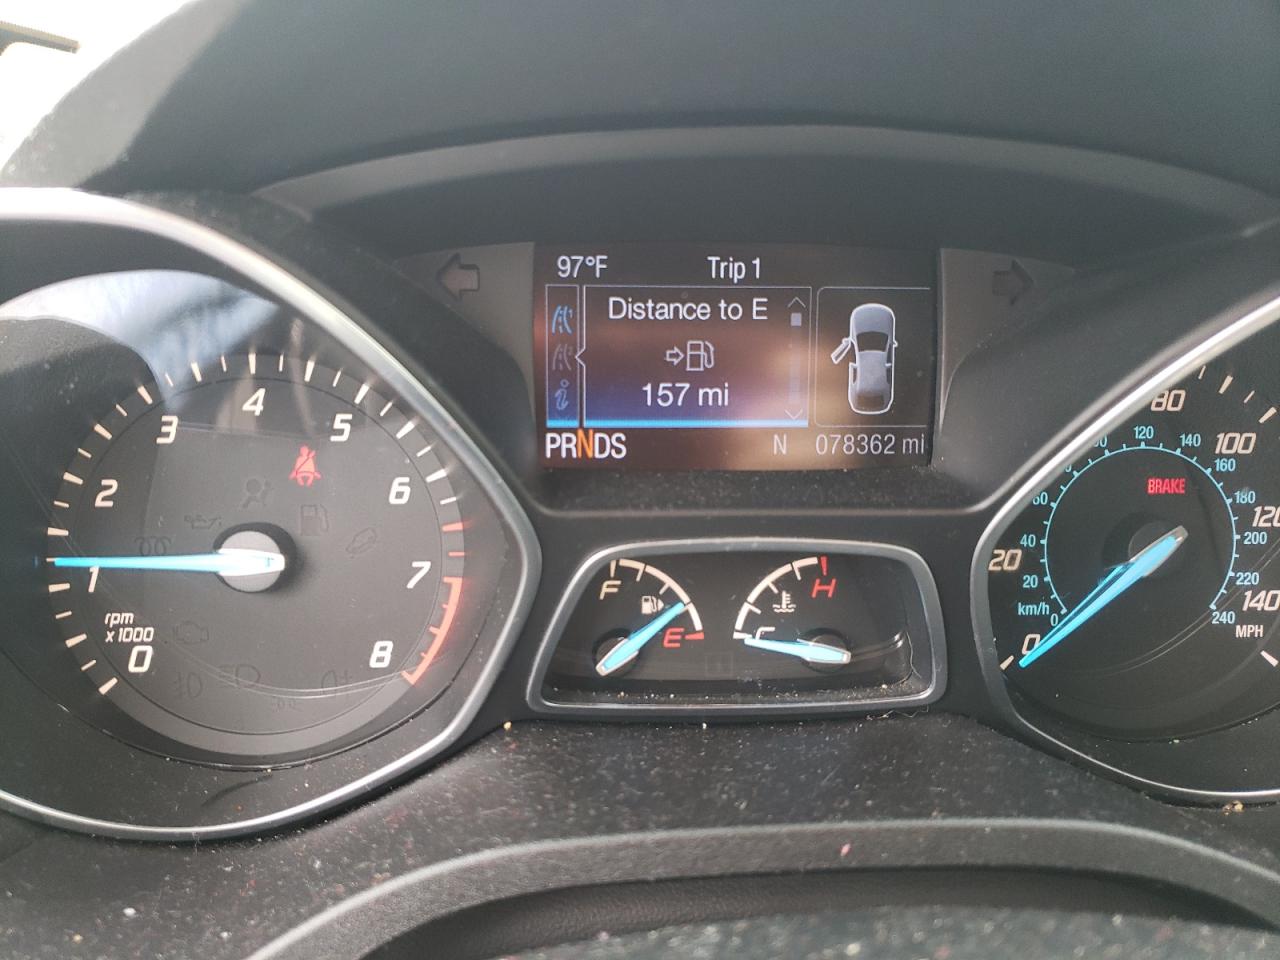 97°F Trip 1
Distance to E
157 mi
PRNDS N 078362 mi
0 1 2 3 4 5 6 7 8
rpm
x1000
F E
C H
BRAKE
0 20 80 100 120 140
MPH
0 20 40 60 120 140 160 180 200 220 240
km/h